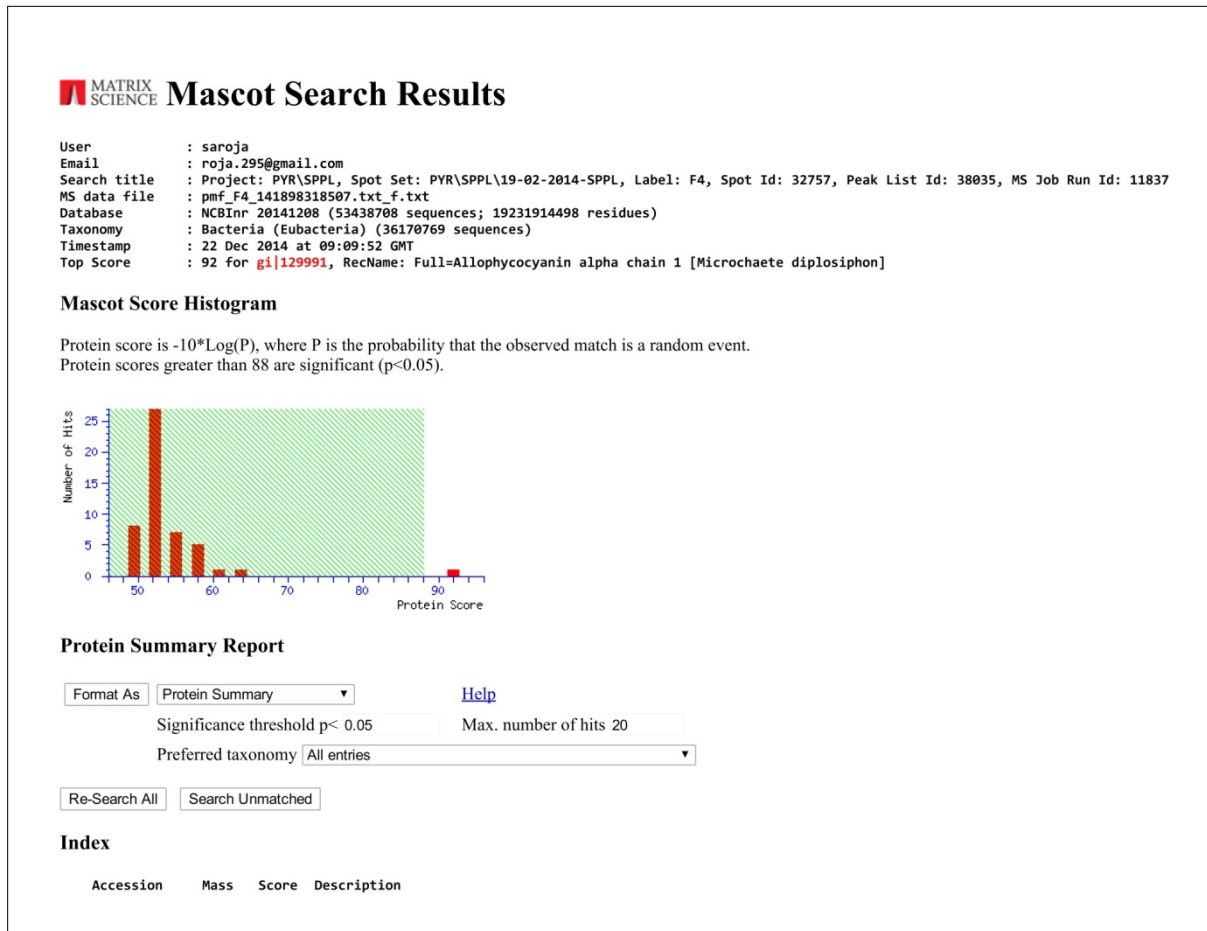 MATRIX
SCIENCE Mascot Search Results
User : saroja
Email : roja.295@gmail.com
Search title : Project: PYR\SPPL, Spot Set: PYR\SPPL\19-02-2014-SPPL, Label: F4, Spot Id: 32757, Peak List Id: 38035, MS Job Run Id: 11837
MS data file : pmf_F4_141898318507.txt_f.txt
Database : NCBInr 20141208 (53438708 sequences; 19231914498 residues)
Taxonomy : Bacteria (Eubacteria) (36170769 sequences)
Timestamp : 22 Dec 2014 at 09:09:52 GMT
Top Score : 92 for gi|129991, RecName: Full=Allophycocyanin alpha chain 1 [Microchaete diplosiphon]
Mascot Score Histogram
Protein score is -10*Log(P), where P is the probability that the observed match is a random event.
Protein scores greater than 88 are significant (p<0.05).
Number of Hits
25
20
15
10
5
0
50 60 70 80 90
Protein Score
Protein Summary Report
Format As Protein Summary ▼ Help
Significance threshold p< 0.05 Max. number of hits 20
Preferred taxonomy All entries ▼
Re-Search All Search Unmatched
Index
Accession Mass Score Description